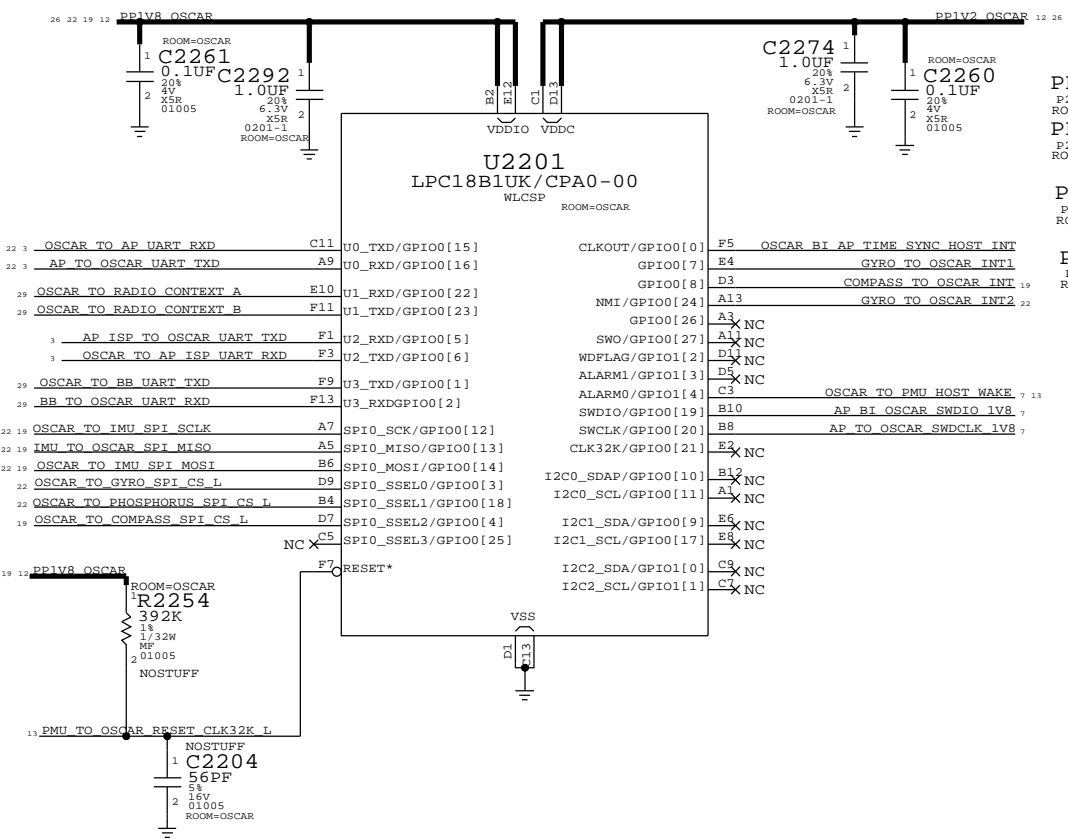 26 22 19 12 PP1V8_OSCAR
PP1V2_OSCAR 12 26
ROOM=OSCAR
1 C2261
0.1UF
20%
4V
2 X5R
01005
C2292 1
1.0UF
20%
6.3V
X5R 2
0201-1
ROOM=OSCAR
C2274 1
1.0UF
20%
6.3V
X5R 2
0201-1
ROOM=OSCAR
ROOM=OSCAR
1 C2260
0.1UF
20%
4V
2 X5R
01005
B2 E12 C1 D13
VDDIO VDDC
U2201
LPC18B1UK/CPA0-00
WLCSP
ROOM=OSCAR
22 3 OSCAR_TO_AP_UART_RXD C11 U0_TXD/GPIO0[15]
22 3 AP_TO_OSCAR_UART_TXD A9 U0_RXD/GPIO0[16]
29 OSCAR_TO_RADIO_CONTEXT_A E10 U1_RXD/GPIO0[22]
29 OSCAR_TO_RADIO_CONTEXT_B F11 U1_TXD/GPIO0[23]
3 AP_ISP_TO_OSCAR_UART_TXD F1 U2_RXD/GPIO0[5]
3 OSCAR_TO_AP_ISP_UART_RXD F3 U2_TXD/GPIO0[6]
29 OSCAR_TO_BB_UART_TXD F9 U3_TXD/GPIO0[1]
29 BB_TO_OSCAR_UART_RXD F13 U3_RXDGPIO0[2]
22 19 OSCAR_TO_IMU_SPI_SCLK A7 SPI0_SCK/GPIO0[12]
22 19 IMU_TO_OSCAR_SPI_MISO A5 SPI0_MISO/GPIO0[13]
22 19 OSCAR_TO_IMU_SPI_MOSI B6 SPI0_MOSI/GPIO0[14]
22 OSCAR_TO_GYRO_SPI_CS_L D9 SPI0_SSEL0/GPIO0[3]
22 OSCAR_TO_PHOSPHORUS_SPI_CS_L B4 SPI0_SSEL1/GPIO0[18]
19 OSCAR_TO_COMPASS_SPI_CS_L D7 SPI0_SSEL2/GPIO0[4]
NC C5 SPI0_SSEL3/GPIO0[25]
F7 RESET*
CLKOUT/GPIO0[0] F5 OSCAR_BI_AP_TIME_SYNC_HOST_INT
GPIO0[7] E4 GYRO_TO_OSCAR_INT1
GPIO0[8] D3 COMPASS_TO_OSCAR_INT 19
NMI/GPIO0[24] A13 GYRO_TO_OSCAR_INT2 22
GPIO0[26] A3 NC
SWO/GPIO0[27] A11 NC
WDFLAG/GPIO1[2] D11 NC
ALARM1/GPIO1[3] D5 NC
ALARM0/GPIO1[4] C3 OSCAR_TO_PMU_HOST_WAKE 7 13
SWDIO/GPIO0[19] B10 AP_BI_OSCAR_SWDIO_1V8 7
SWCLK/GPIO0[20] B8 AP_TO_OSCAR_SWDCLK_1V8 7
CLK32K/GPIO0[21] E2 NC
I2C0_SDAP/GPIO0[10] B12 NC
I2C0_SCL/GPIO0[11] A1 NC
I2C1_SDA/GPIO0[9] E6 NC
I2C1_SCL/GPIO0[17] E8 NC
I2C2_SDA/GPIO1[0] C9 NC
I2C2_SCL/GPIO1[1] C7 NC
VSS
D1 C13
19 12 PP1V8_OSCAR
ROOM=OSCAR
1 R2254
392K
1%
1/32W
MF
2 01005
NOSTUFF
13 PMU_TO_OSCAR_RESET_CLK32K_L
NOSTUFF
1 C2204
56PF
5%
16V
2 01005
ROOM=OSCAR